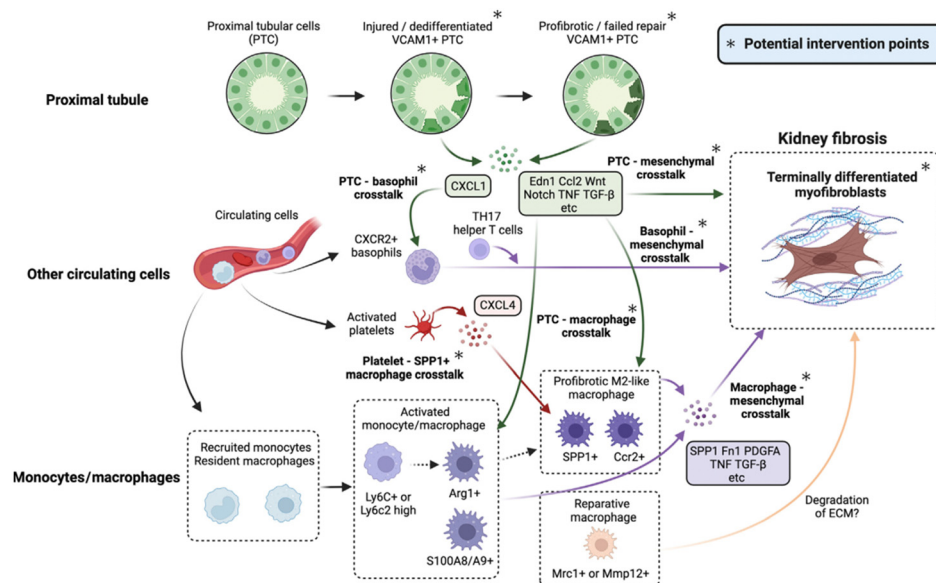 Proximal tubular cells
(PTC)
Injured / dedifferentiated *
VCAM1+ PTC
Profibrotic / failed repair *
VCAM1+ PTC
* Potential intervention points
Proximal tubule
Kidney fibrosis
PTC - basophil *
crosstalk
CXCL1
Edn1 Ccl2 Wnt
Notch TNF TGF-β
etc
PTC - mesenchymal *
crosstalk
Terminally differentiated *
myofibroblasts
Circulating cells
CXCR2+
basophils
TH17
helper T cells
Basophil - *
mesenchymal
crosstalk
Other circulating cells
Activated
platelets
CXCL4
PTC - macrophage *
crosstalk
Platelet - SPP1+ *
macrophage crosstalk
Profibrotic M2-like
macrophage
SPP1+
Ccr2+
Macrophage - *
mesenchymal
crosstalk
Activated
monocyte/macrophage
Recruited monocytes
Resident macrophages
Monocytes/macrophages
Ly6C+ or
Ly6c2 high
Arg1+
S100A8/A9+
SPP1 Fn1 PDGFA
TNF TGF-β
etc
Reparative
macrophage
Mrc1+ or Mmp12+
Degradation
of ECM?